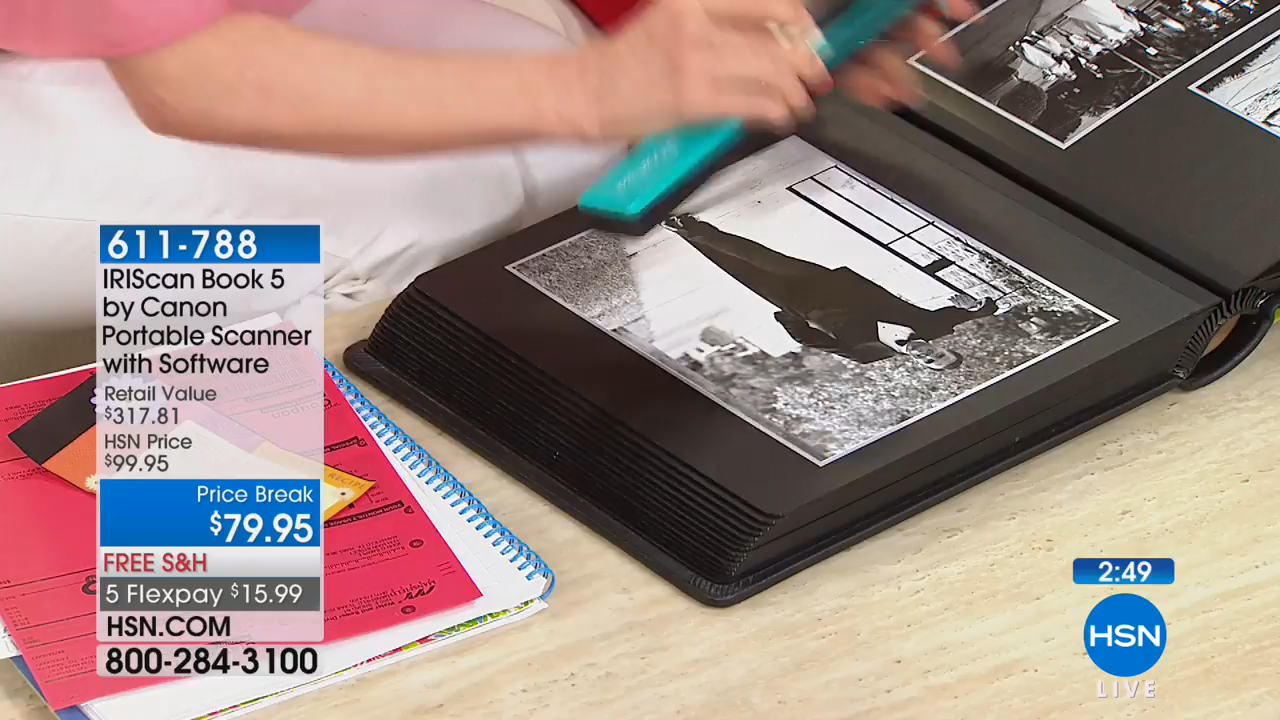 611-788
IRIScan Book 5
by Canon
Portable Scanner
with Software
Retail Value
$317.81
HSN Price
$99.95
Price Break
$79.95
FREE S&H
5 Flexpay $15.99
HSN.COM
800-284-3100
RECIPE
2:49
HSN
LIVE